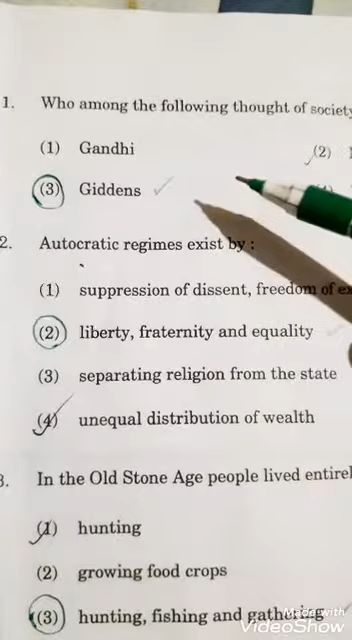 1. Who among the following thought of society
(1) Gandhi
(2)
(3) Giddens
2. Autocratic regimes exist by :
(1) suppression of dissent, freedom of
(2) liberty, fraternity and equality
(3) separating religion from the state
(4) unequal distribution of wealth
3. In the Old Stone Age people lived
(1) hunting
(2) growing food crops
(3) hunting, fishing and gathering
Made with
VideoShow